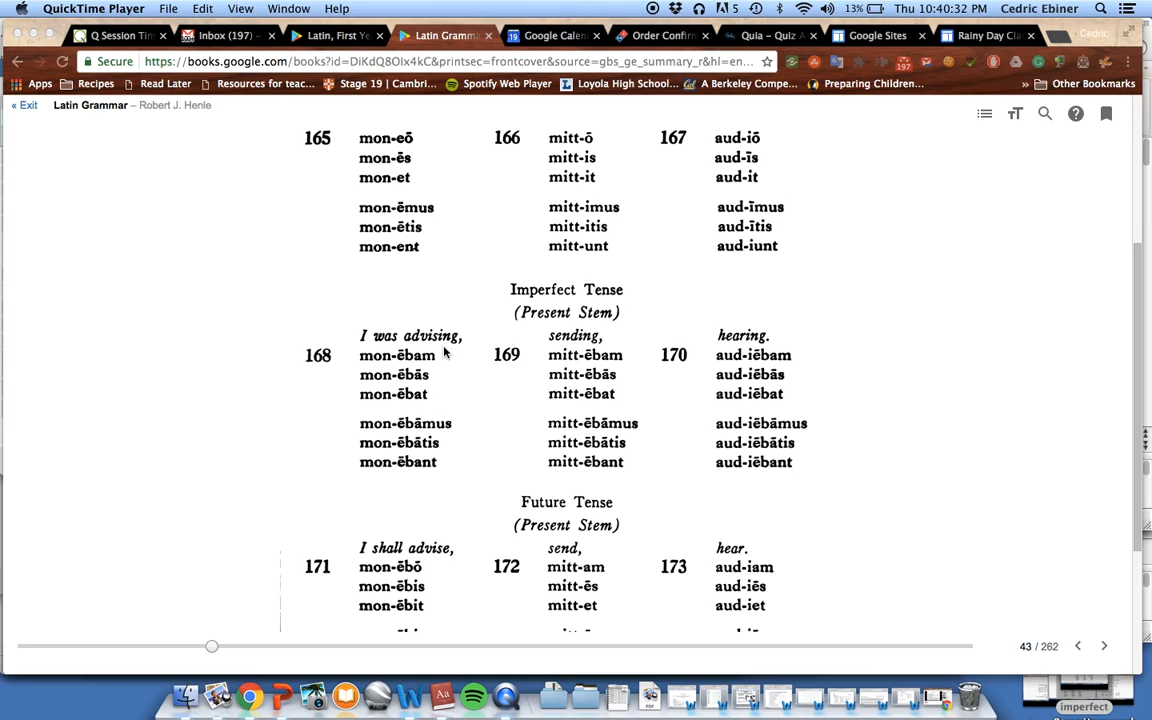 QuickTime Player File Edit View Window Help 5 13% Thu 10:40:32 PM Cedric Ebiner
Q Session Tim × Inbox (197) - × Latin, First Ye × Latin Gramma × Google Calen × Order Confirm × Quia - Quiz A × Google Sites × Rainy Day Cla × Cedric
Secure https://books.google.com/books?id=DiKdQ8OIx4kC&printsec=frontcover&source=gbs_ge_summary_r&hl=en... 197
Apps Recipes Read Later Resources for teac... Stage 19 | Cambri... Spotify Web Player Loyola High School... A Berkeley Compe... Preparing Children... » Other Bookmarks
« Exit Latin Grammar – Robert J. Henle
165 mon-eō 166 mitt-ō 167 aud-iō
mon-ēs mitt-is aud-īs
mon-et mitt-it aud-it
mon-ēmus mitt-imus aud-īmus
mon-ētis mitt-itis aud-ītis
mon-ent mitt-unt aud-iunt
Imperfect Tense
(Present Stem)
I was advising, sending, hearing.
168 mon-ēbam 169 mitt-ēbam 170 aud-iēbam
mon-ēbās mitt-ēbās aud-iēbās
mon-ēbat mitt-ēbat aud-iēbat
mon-ēbāmus mitt-ēbāmus aud-iēbāmus
mon-ēbātis mitt-ēbātis aud-iēbātis
mon-ēbant mitt-ēbant aud-iēbant
Future Tense
(Present Stem)
I shall advise, send, hear.
171 mon-ēbō 172 mitt-am 173 aud-iam
mon-ēbis mitt-ēs aud-iēs
mon-ēbit mitt-et aud-iet
43 / 262
imperfect